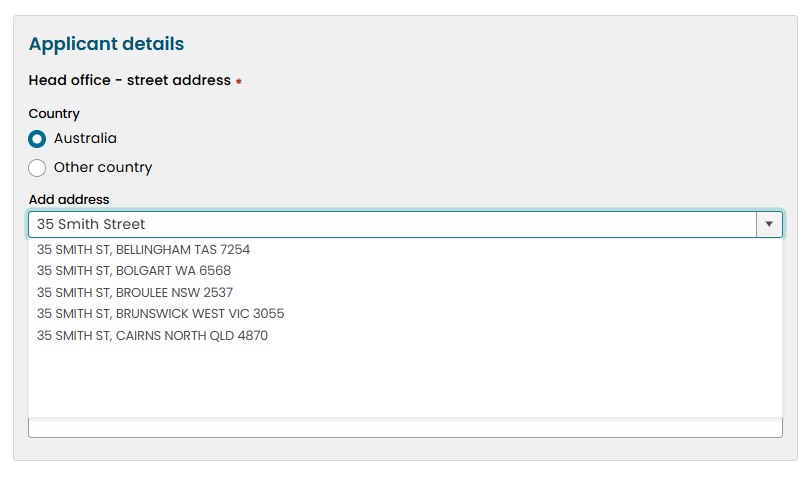 Applicant details
Head office - street address *
Country
Australia
Other country
Add address
35 Smith Street
35 SMITH ST, BELLINGHAM TAS 7254
35 SMITH ST, BOLGART WA 6568
35 SMITH ST, BROULEE NSW 2537
35 SMITH ST, BRUNSWICK WEST VIC 3055
35 SMITH ST, CAIRNS NORTH QLD 4870